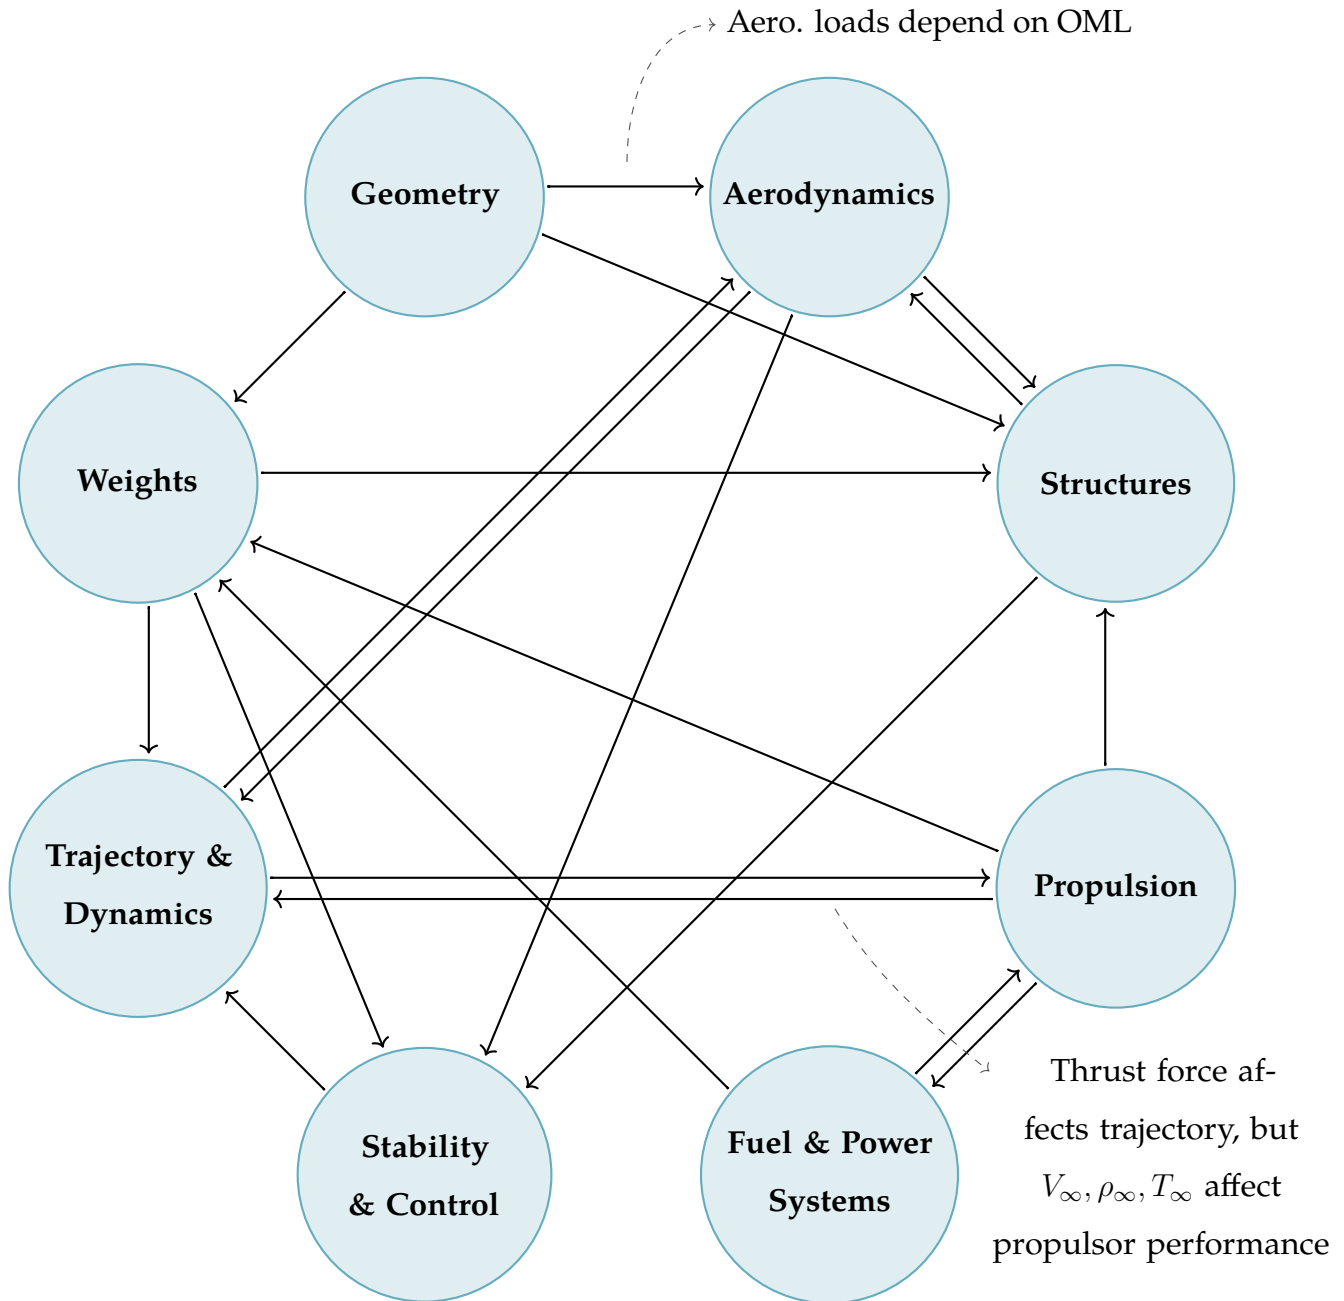 Aero. loads depend on OML
Geometry
Aerodynamics
Weights
Structures
Trajectory &
Dynamics
Propulsion
Stability
& Control
Fuel & Power
Systems
Thrust force af-
fects trajectory, but
V∞, ρ∞, T∞ affect
propulsor performance